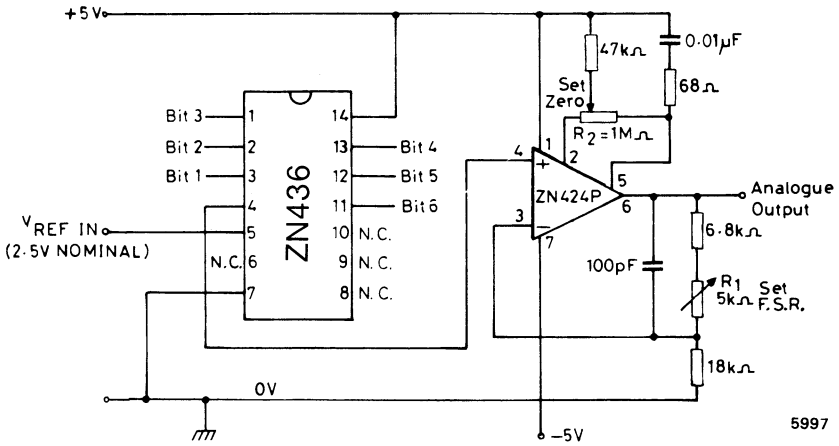 +5V
0.01µF
47kΩ
68Ω
Set
Zero
R2 = 1MΩ
Bit 3
1
14
Bit 2
2
13
Bit 4
Bit 1
3
12
Bit 5
4
11
Bit 6
VREF IN
(2·5V NOMINAL)
5
10
N.C.
N.C.
6
9
N.C.
7
8
N.C.
ZN436
4
+
1
2
5
ZN424P
6
3
−
7
Analogue
Output
6.8kΩ
100pF
R1
5kΩ
Set
F.S.R.
18kΩ
0V
−5V
5997